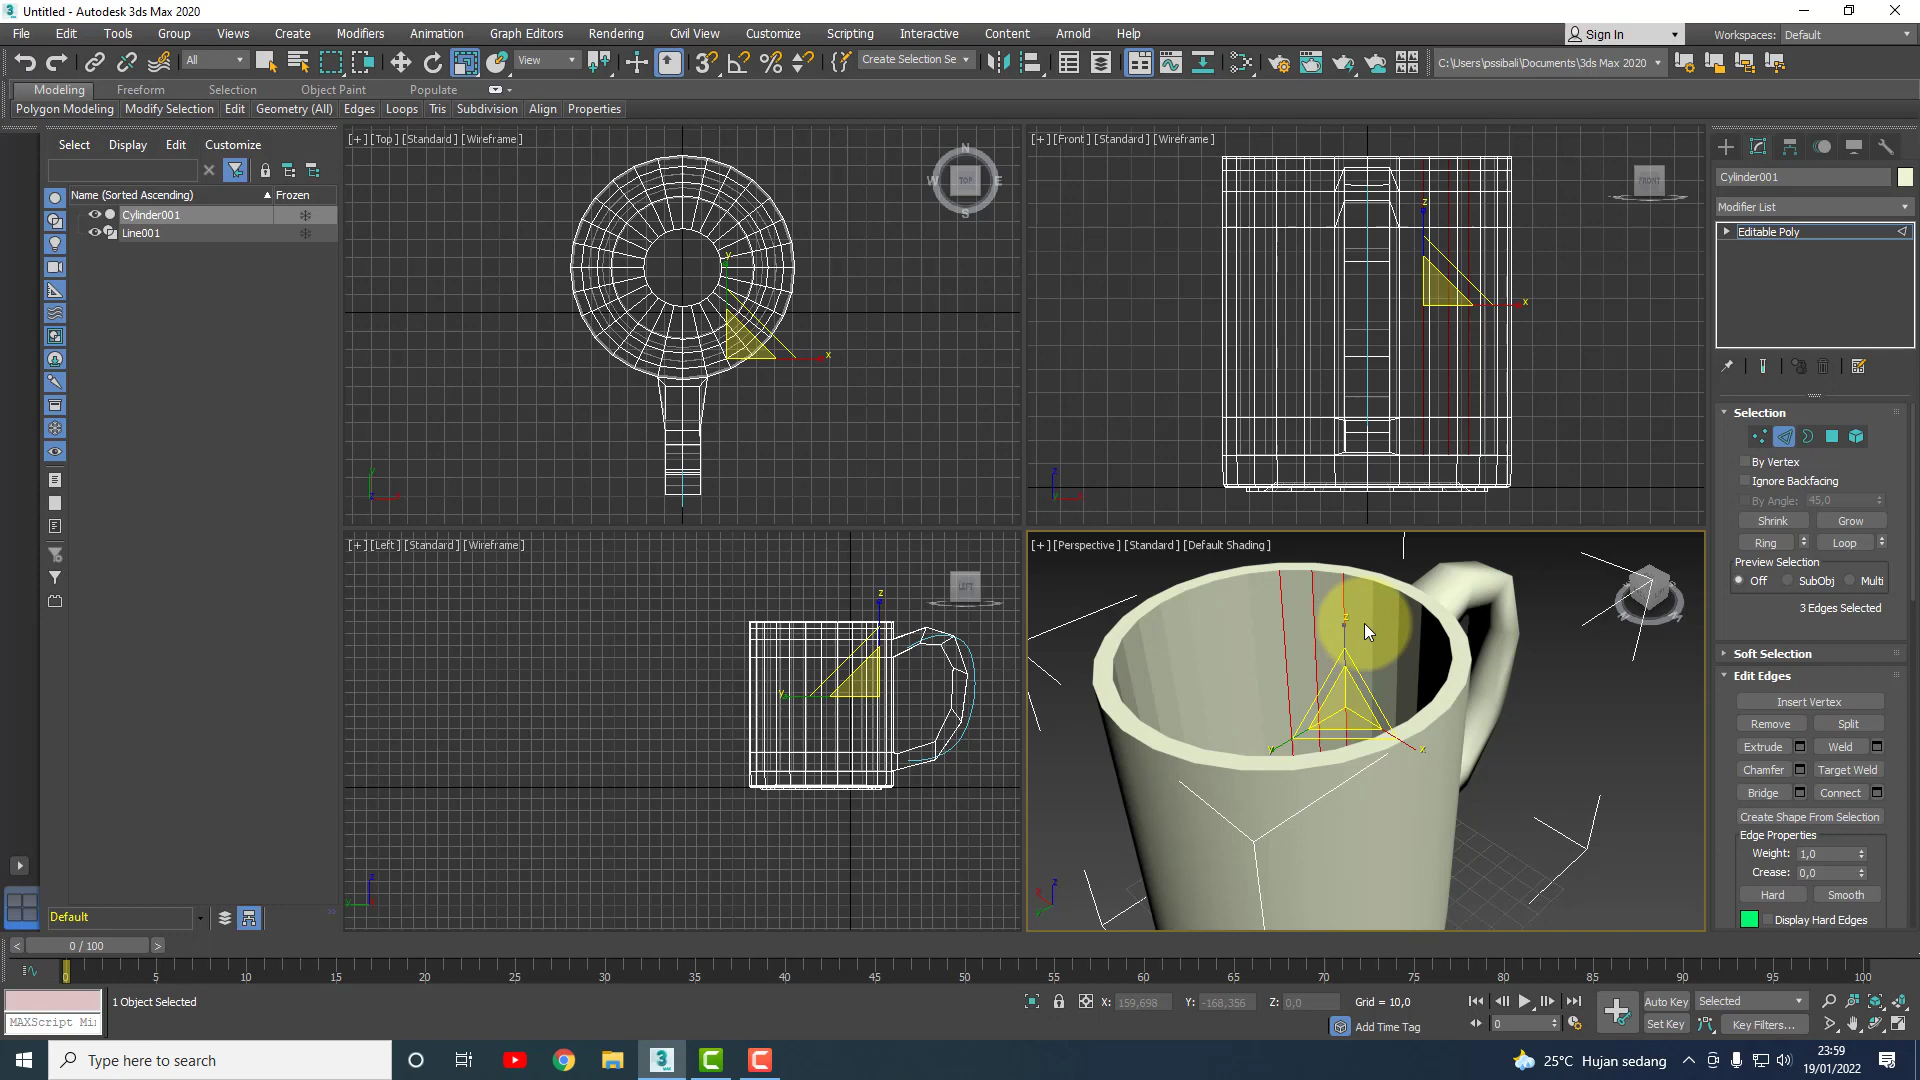 Untitled - Autodesk 3ds Max 2020
File Edit Tools Group Views Create Modifiers Animation Graph Editors Rendering Civil View Customize Scripting Interactive Content Arnold Help
Sign In
Workspaces: Default
All
View
Create Selection Se
C:\Users\pssibali\Documents\3ds Max 2020
Modeling Freeform Selection Object Paint Populate
Polygon Modeling Modify Selection Edit Geometry (All) Edges Loops Tris Subdivision Align Properties
Select Display Edit Customize
Name (Sorted Ascending) Frozen
Cylinder001
Line001
[+] [Top] [Standard] [Wireframe]
N
W TOP E
S
y
x
[+] [Front] [Standard] [Wireframe]
FRONT
z
x
[+] [Left] [Standard] [Wireframe]
LEFT
z
y
[+] [Perspective] [Standard] [Default Shading]
z
y
x
Cylinder001
Modifier List
Editable Poly
Selection
By Vertex
Ignore Backfacing
By Angle: 45,0
Shrink Grow
Ring Loop
Preview Selection
Off SubObj Multi
3 Edges Selected
Soft Selection
Edit Edges
Insert Vertex
Remove Split
Extrude Weld
Chamfer Target Weld
Bridge Connect
Create Shape From Selection
Edge Properties
Weight: 1,0
Crease: 0,0
Hard Smooth
Display Hard Edges
Default
< 0 / 100 >
0 5 10 15 20 25 30 35 40 45 50 55 60 65 70 75 80 85 90 95 100
1 Object Selected
MAXScript Mi
X: 159,698 Y: -168,356 Z: 0,0 Grid = 10,0
Add Time Tag
0
Auto Key Selected
Set Key Key Filters...
Type here to search
25°C Hujan sedang
23:59
19/01/2022